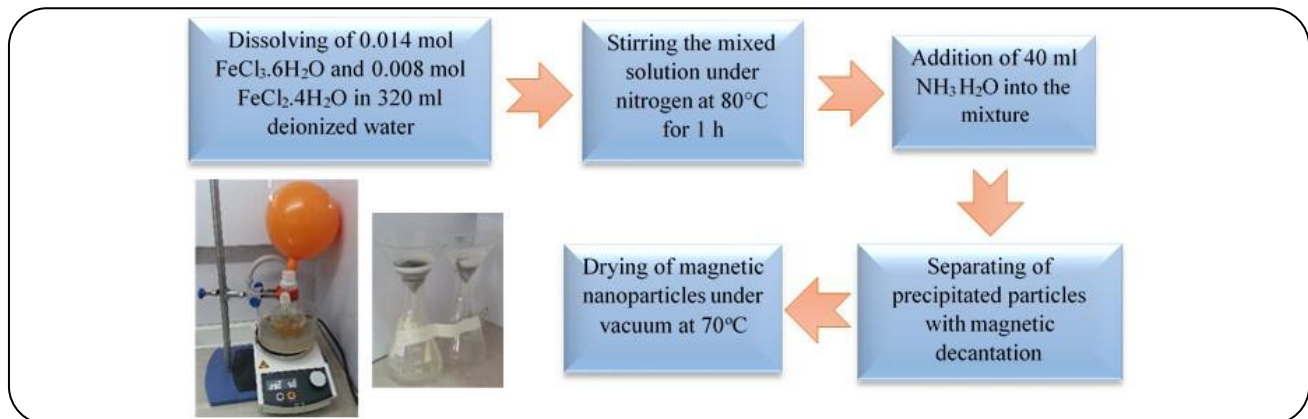 Dissolving of 0.014 mol
FeCl₃.6H₂O and 0.008 mol
FeCl₂.4H₂O in 320 ml
deionized water
Stirring the mixed
solution under
nitrogen at 80°C
for 1 h
Addition of 40 ml
NH₃ H₂O into the
mixture
Separating of
precipitated particles
with magnetic
decantation
Drying of magnetic
nanoparticles under
vacuum at 70°C